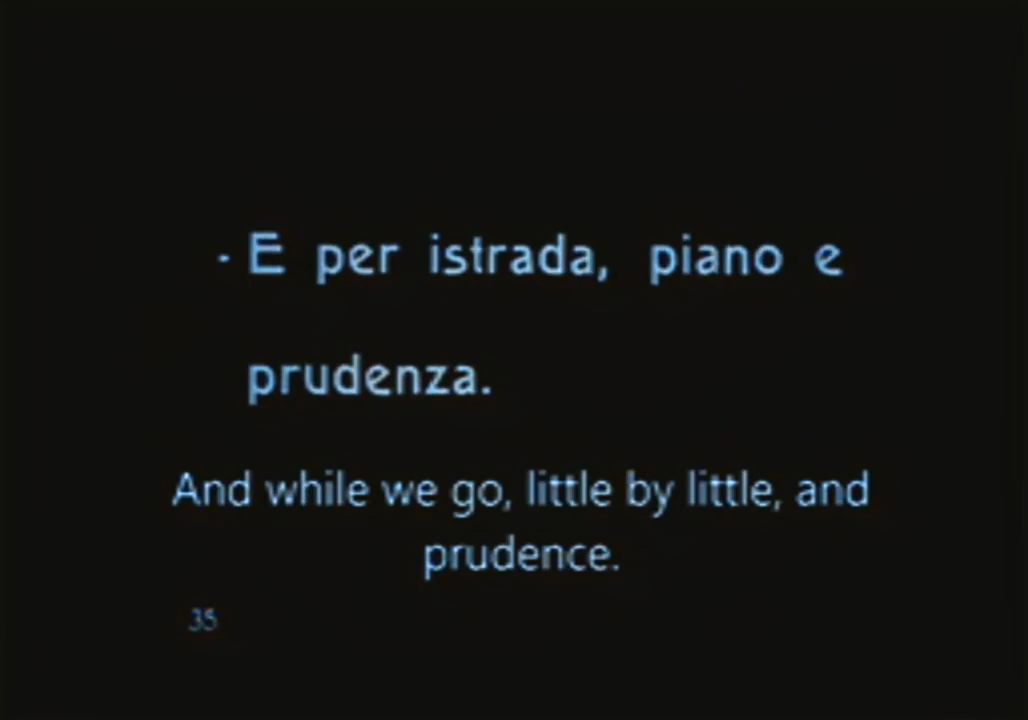 - E per istrada, piano e
prudenza.
And while we go, little by little, and
prudence.
35